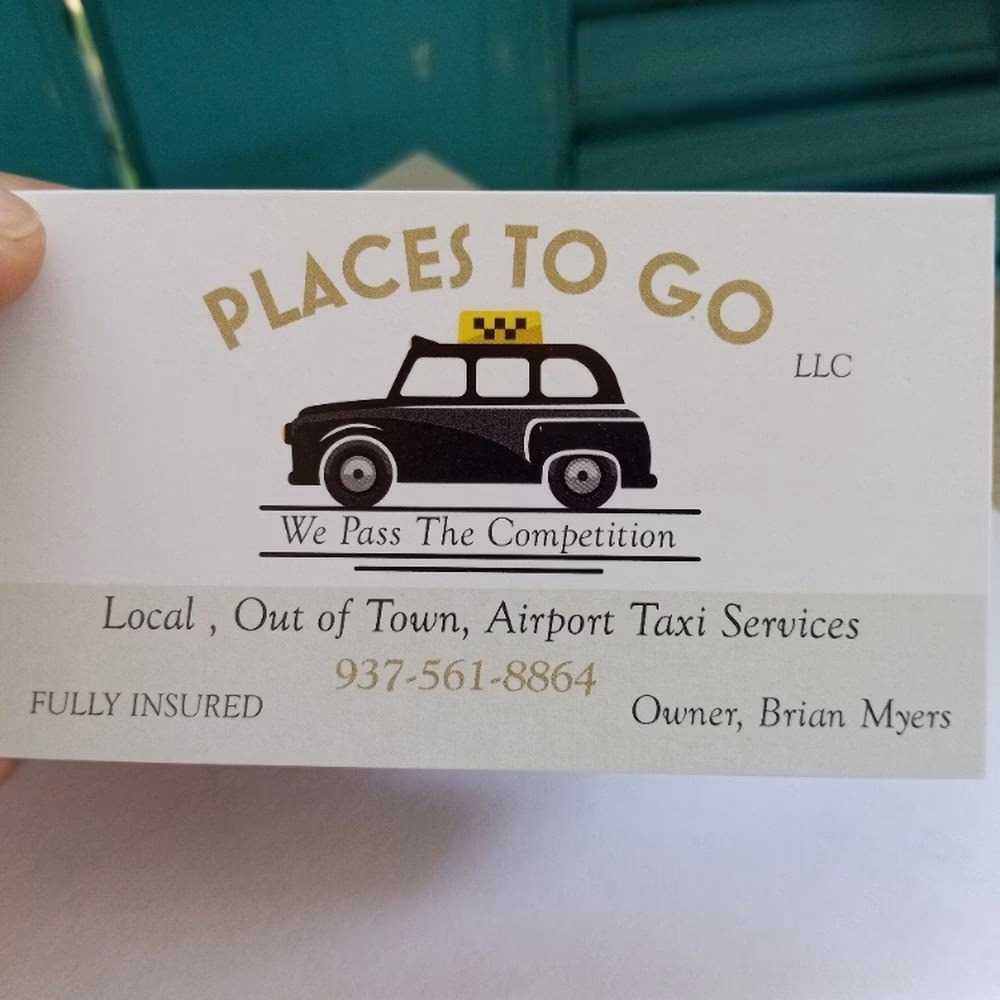 PLACES TO GO
LLC
We Pass The Competition
Local , Out of Town, Airport Taxi Services
937-561-8864
FULLY INSURED
Owner, Brian Myers